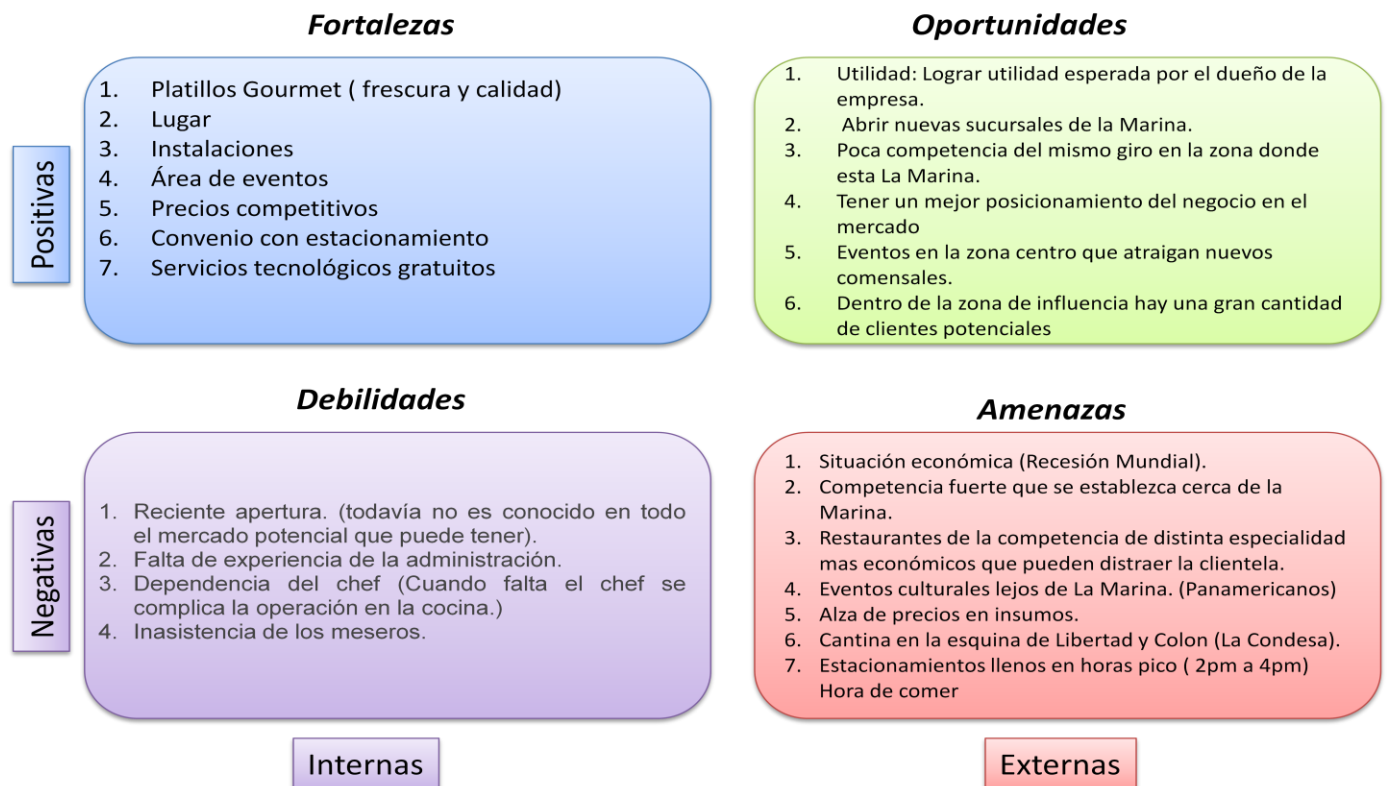 Fortalezas
Oportunidades
Positivas
1. Platillos Gourmet ( frescura y calidad)
2. Lugar
3. Instalaciones
4. Área de eventos
5. Precios competitivos
6. Convenio con estacionamiento
7. Servicios tecnológicos gratuitos
1. Utilidad: Lograr utilidad esperada por el dueño de la
empresa.
2. Abrir nuevas sucursales de la Marina.
3. Poca competencia del mismo giro en la zona donde
esta La Marina.
4. Tener un mejor posicionamiento del negocio en el
mercado
5. Eventos en la zona centro que atraigan nuevos
comensales.
6. Dentro de la zona de influencia hay una gran cantidad
de clientes potenciales
Debilidades
Amenazas
Negativas
1. Reciente apertura. (todavía no es conocido en todo
el mercado potencial que puede tener).
2. Falta de experiencia de la administración.
3. Dependencia del chef (Cuando falta el chef se
complica la operación en la cocina.)
4. Inasistencia de los meseros.
1. Situación económica (Recesión Mundial).
2. Competencia fuerte que se establezca cerca de la
Marina.
3. Restaurantes de la competencia de distinta especialidad
mas económicos que pueden distraer la clientela.
4. Eventos culturales lejos de La Marina. (Panamericanos)
5. Alza de precios en insumos.
6. Cantina en la esquina de Libertad y Colon (La Condesa).
7. Estacionamientos llenos en horas pico ( 2pm a 4pm)
Hora de comer
Internas
Externas